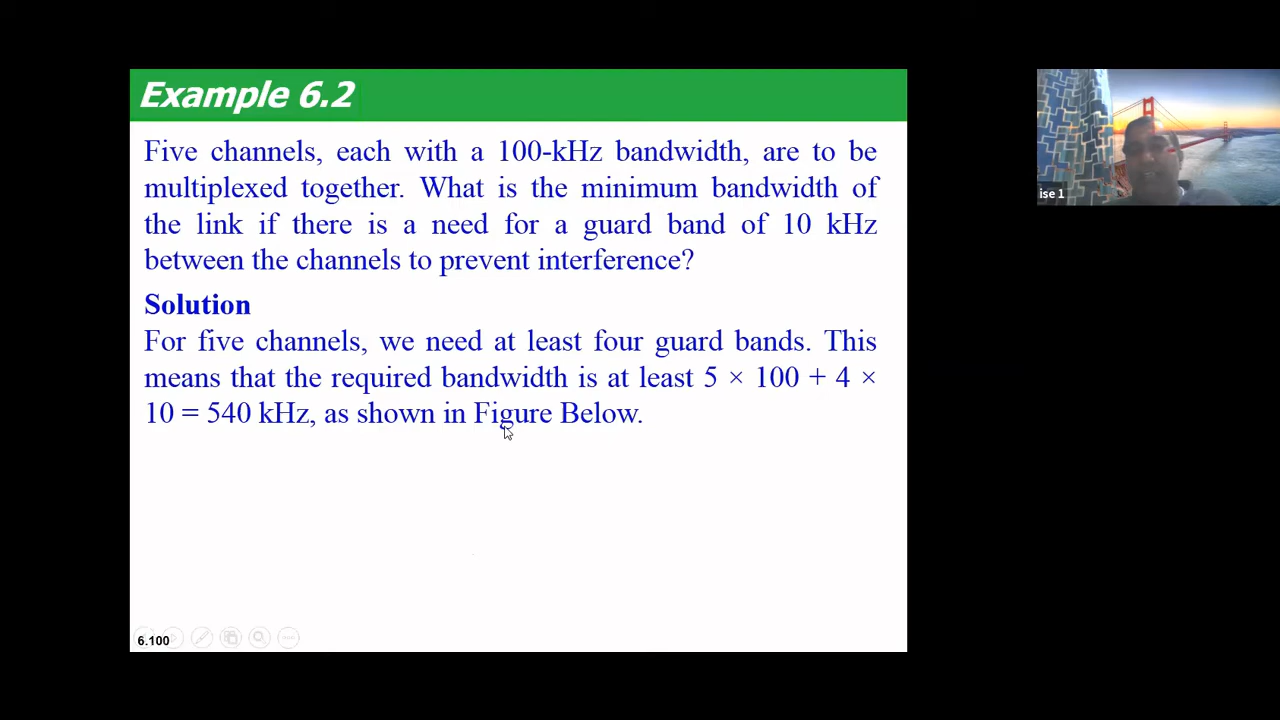 Example 6.2
Five channels, each with a 100-kHz bandwidth, are to be
multiplexed together. What is the minimum bandwidth of
the link if there is a need for a guard band of 10 kHz
between the channels to prevent interference?
Solution
For five channels, we need at least four guard bands. This
means that the required bandwidth is at least 5 × 100 + 4 ×
10 = 540 kHz, as shown in Figure Below.
6.100
ise 1